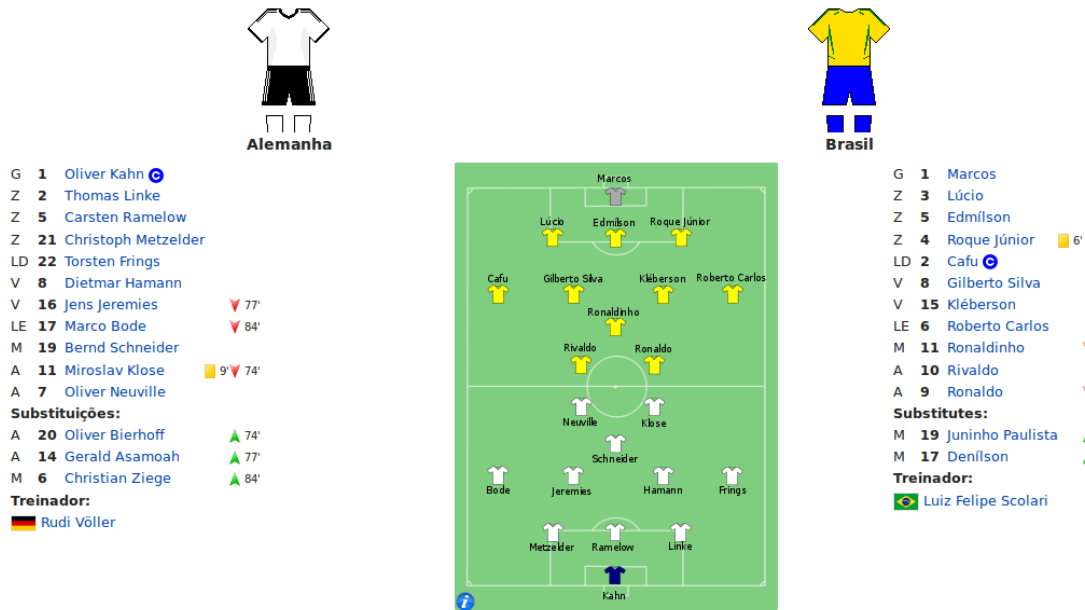 Alemanha
G 1 Oliver Kahn C
Z 2 Thomas Linke
Z 5 Carsten Ramelow
Z 21 Christoph Metzelder
LD 22 Torsten Frings
V 8 Dietmar Hamann
V 16 Jens Jeremies 77'
LE 17 Marco Bode 84'
M 19 Bernd Schneider
A 11 Miroslav Klose 9' 74'
A 7 Oliver Neuville
Substituições:
A 20 Oliver Bierhoff 74'
A 14 Gerald Asamoah 77'
M 6 Christian Ziege 84'
Treinador:
Rudi Völler
Marcos
Lúcio Edmílson Roque Júnior
Cafu Gilberto Silva Kléberson Roberto Carlos
Ronaldinho
Rivaldo Ronaldo
Neuville Klose
Schneider
Bode Jeremies Hamann Frings
Metzelder Ramelow Linke
Kahn
i
Brasil
G 1 Marcos
Z 3 Lúcio
Z 5 Edmílson
Z 4 Roque Júnior 6'
LD 2 Cafu C
V 8 Gilberto Silva
V 15 Kléberson
LE 6 Roberto Carlos
M 11 Ronaldinho
A 10 Rivaldo
A 9 Ronaldo
Substitutes:
M 19 Juninho Paulista
M 17 Denílson
Treinador:
Luiz Felipe Scolari